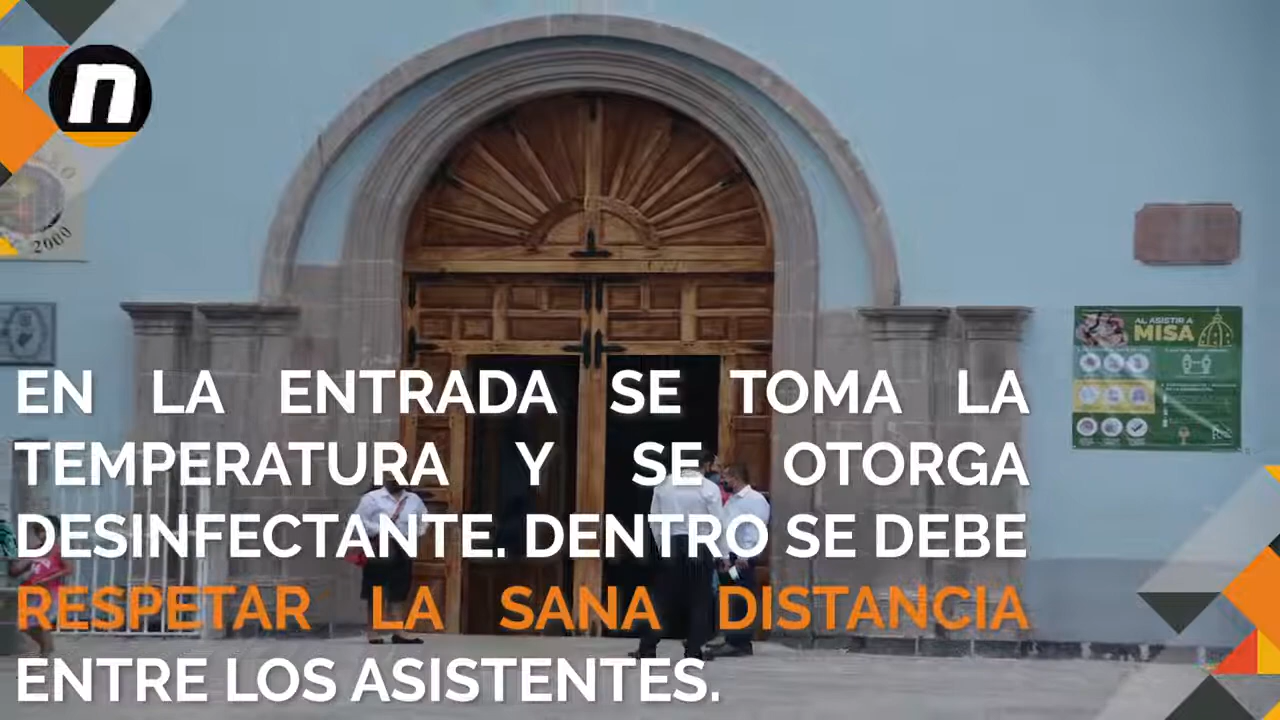 n
2000
AL ASISTIR A
MISA
EN LA ENTRADA SE TOMA LA
TEMPERATURA Y SE OTORGA
DESINFECTANTE. DENTRO SE DEBE
RESPETAR LA SANA DISTANCIA
ENTRE LOS ASISTENTES.